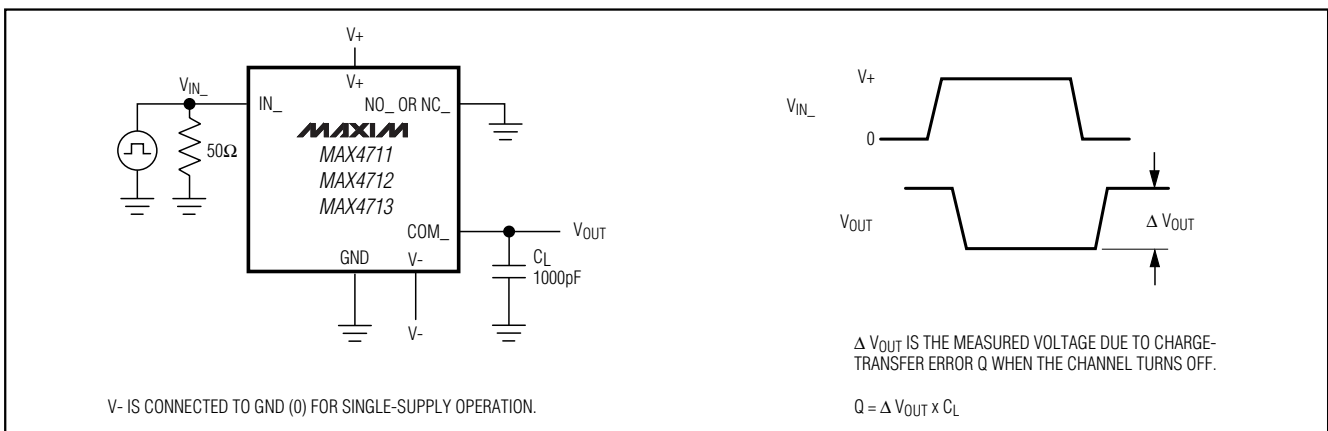 V+
V+
VIN_
IN_
NO_ OR NC_
50Ω
MAXIM
MAX4711
MAX4712
MAX4713
COM_
VOUT
GND
V-
CL
1000pF
V-
V- IS CONNECTED TO GND (0) FOR SINGLE-SUPPLY OPERATION.
V+
VIN_
0
VOUT
Δ VOUT
Δ VOUT IS THE MEASURED VOLTAGE DUE TO CHARGE-
TRANSFER ERROR Q WHEN THE CHANNEL TURNS OFF.
Q = Δ VOUT x CL